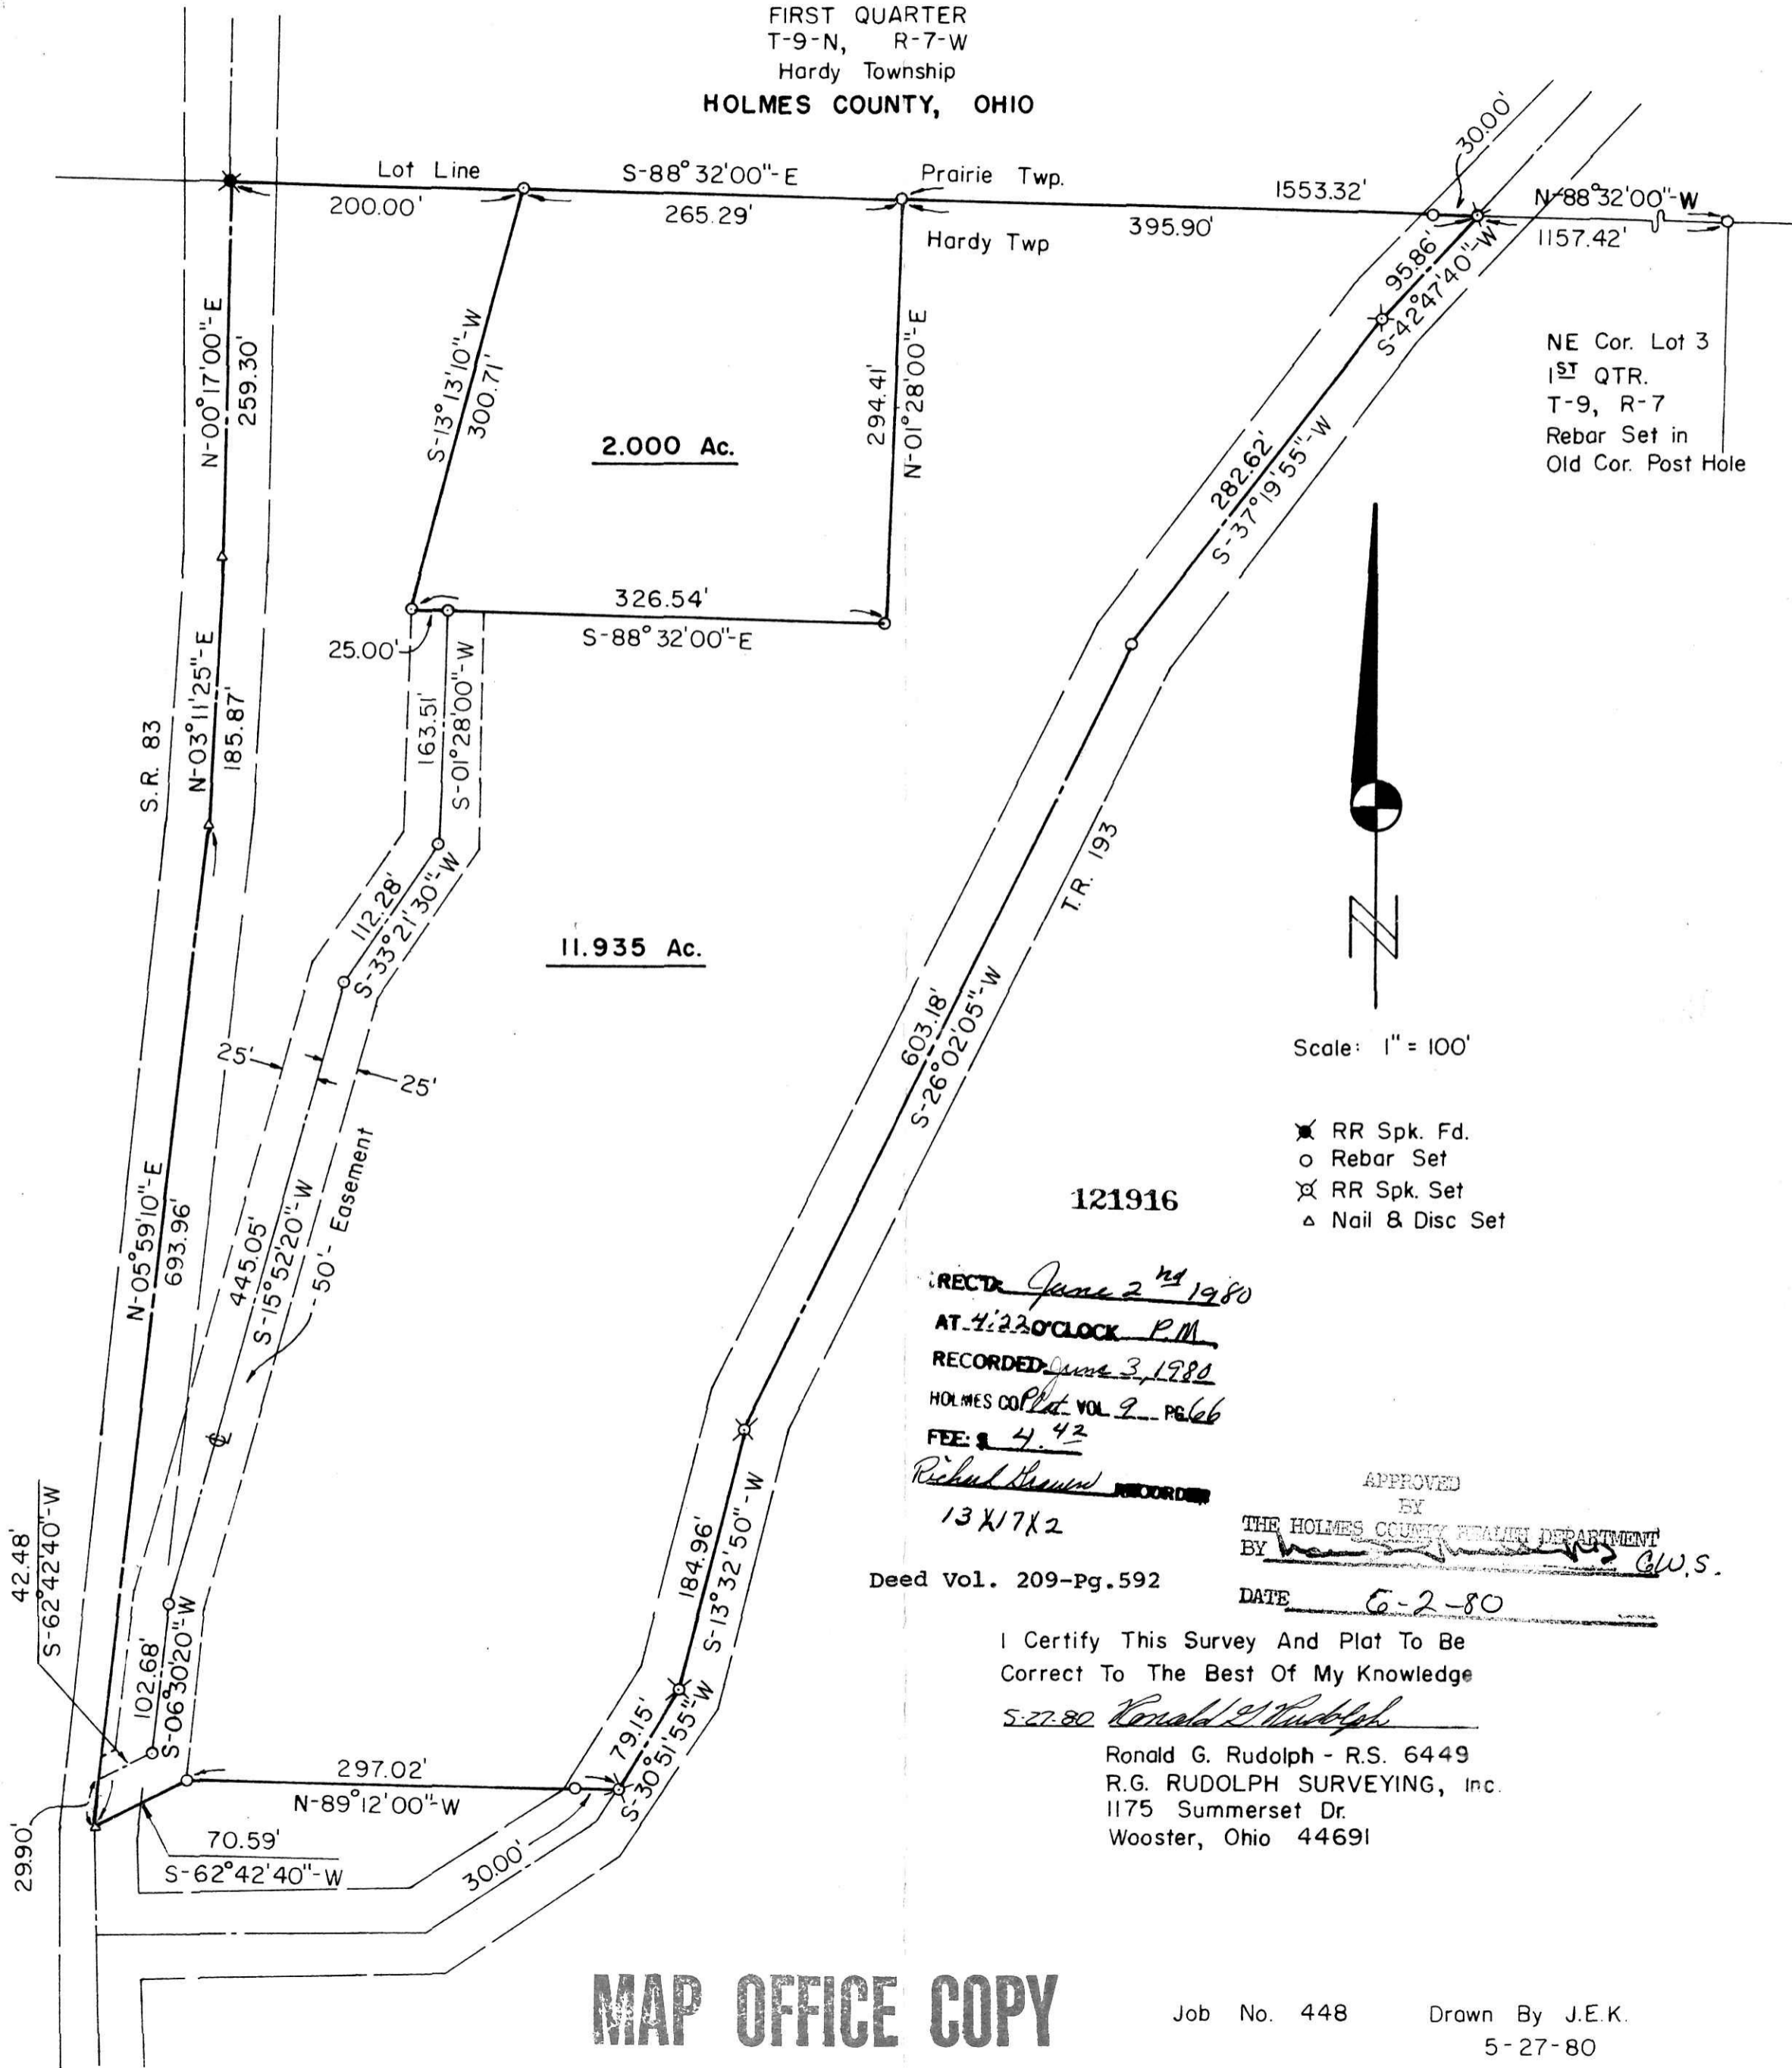 FIRST QUARTER
T-9-N, R-7-W
Hardy Township
HOLMES COUNTY, OHIO
30.00'
Lot Line
S-88°32'00"-E
Prairie Twp.
1553.32'
N-88°32'00"-W
200.00'
265.29'
Hardy Twp
395.90'
1157.42'
95.86'
S-42°47'40"-W
N-00°17'00"-E
259.30'
S-13°13'10"-W
300.71'
294.41'
N-01°28'00"-E
NE Cor. Lot 3
1ST QTR.
T-9, R-7
Rebar Set in
Old Cor. Post Hole
2.000 Ac.
282.62'
S-37°19'55"-W
326.54'
S-88°32'00"-E
25.00'
S.R. 83
N-03°11'25"-E
185.87'
163.51'
S-01°28'00"-W
T.R. 193
112.28'
S-33°21'30"-W
11.935 Ac.
N
603.18'
S-26°02'05"-W
25'
25'
Scale: 1" = 100'
RR Spk. Fd.
Rebar Set
RR Spk. Set
Nail & Disc Set
N-05°59'10"-E
693.96'
445.05'
S-15°52'20"-W
50'- Easement
121916
REC'D: June 2nd 1980
AT 4:22 O'CLOCK P.M.
RECORDED June 3, 1980
HOLMES CO Plat VOL 9 PG 66
FEE: $ 4.42
Richard RECORDER
13X17X2
APPROVED
BY
THE HOLMES COUNTY HEALTH DEPARTMENT
BY G.W.S.
DATE 6-2-80
Deed Vol. 209-Pg.592
184.96'
S-13°32'50"-W
42.48'
S-62°42'40"-W
102.68'
S-06°30'20"-W
I Certify This Survey And Plat To Be
Correct To The Best Of My Knowledge
5-27-80 Ronald G Rudolph
Ronald G. Rudolph - R.S. 6449
R.G. RUDOLPH SURVEYING, Inc.
1175 Summerset Dr.
Wooster, Ohio 44691
79.15'
S-30°51'55"-W
297.02'
N-89°12'00"-W
29.90'
70.59'
S-62°42'40"-W
30.00'
MAP OFFICE COPY
Job No. 448
Drawn By J.E.K.
5-27-80